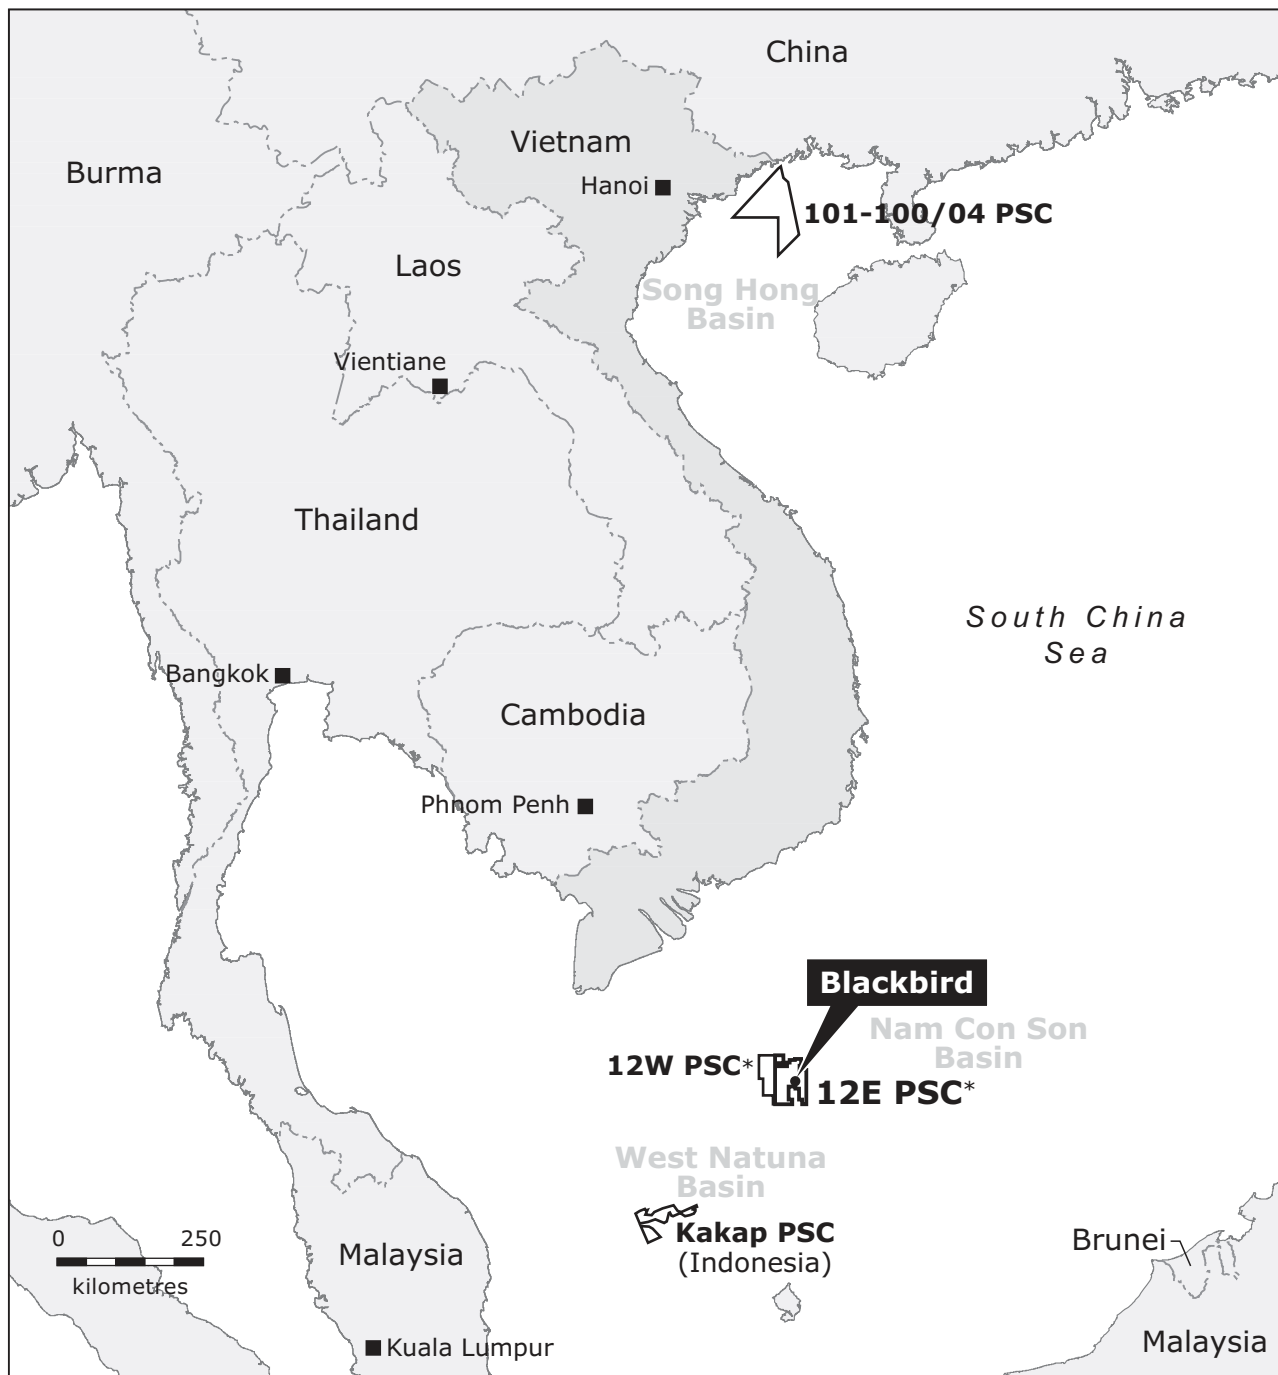 China
Vietnam
Burma
Hanoi
101-100/04 PSC
Laos
Song Hong
Basin
Vientiane
Thailand
South China
Sea
Bangkok
Cambodia
Phnom Penh
Blackbird
Nam Con Son
Basin
12W PSC*
12E PSC*
West Natuna
Basin
Kakap PSC
(Indonesia)
0 250
kilometres
Malaysia
Brunei
Malaysia
Kuala Lumpur